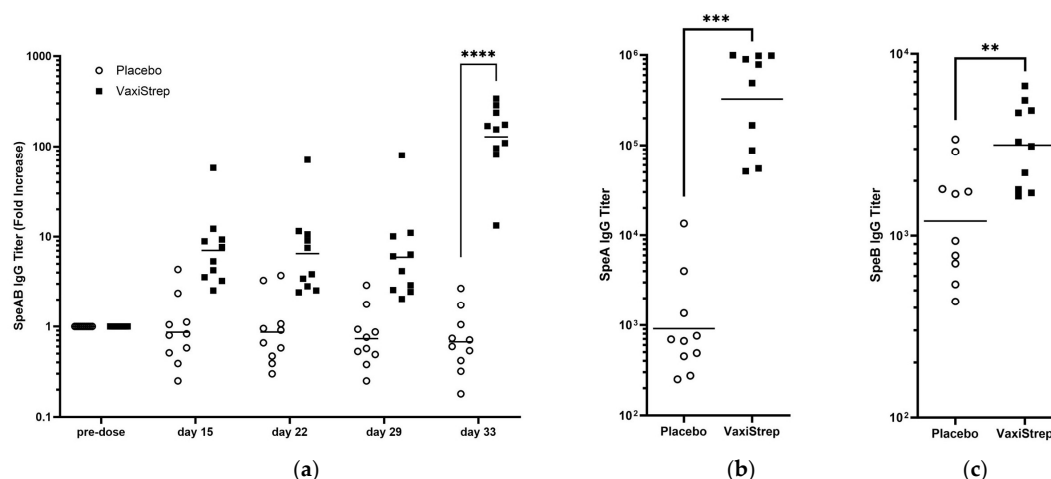 SpeAB IgG Titer (Fold Increase)
1000
100
10
1
0.1
Placebo
VaxiStrep
****
pre-dose
day 15
day 22
day 29
day 33
(a)
SpeA IgG Titer
10⁶
10⁵
10⁴
10³
10²
***
Placebo
VaxiStrep
(b)
SpeB IgG Titer
10⁴
10³
10²
**
Placebo
VaxiStrep
(c)